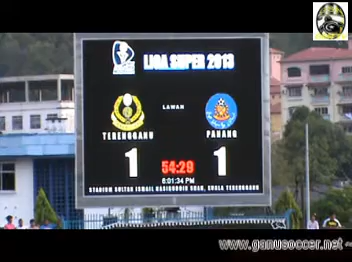 LIGA SUPER 2013
LAWAN
TERENGGANU PAHANG
1 54:29 1
6:01:34 PM
STADIUM SULTAN ISMAIL NASIRUDDIN SHAH, KUALA TERENGGANU
www.ganusoccer.net ~